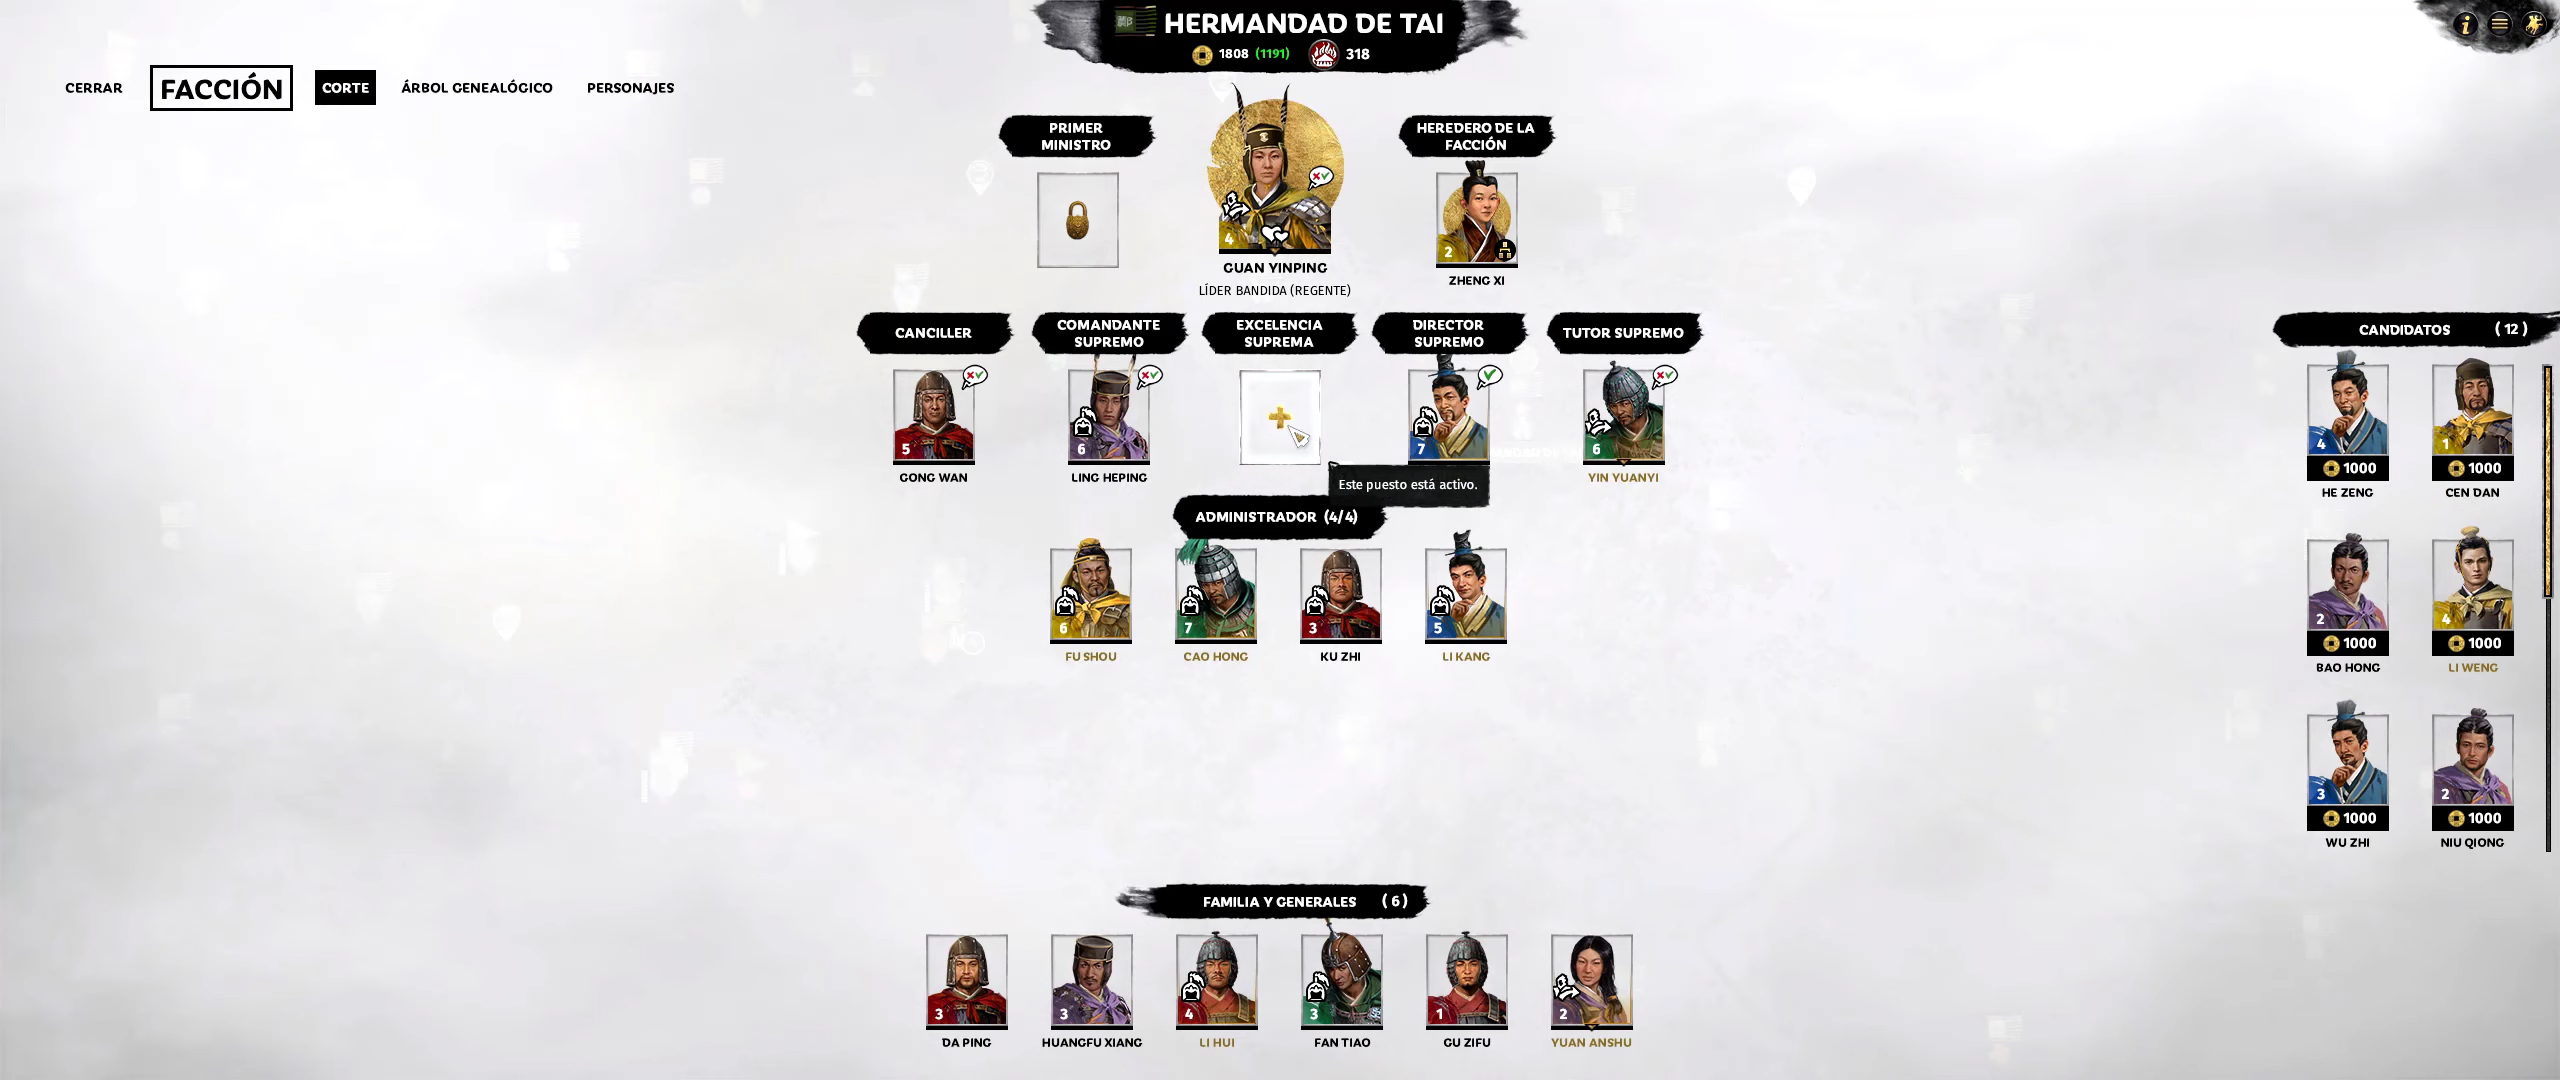 HERMANDAD DE TAI
1808 (1191) 318
CERRAR FACCIÓN CORTE ÁRBOL GENEALÓGICO PERSONAJES
PRIMER
MINISTRO
4
GUAN YINPING
LÍDER BANDIDA (REGENTE)
HEREDERO DE LA
FACCIÓN
2
ZHENG XI
CANCILLER
5
GONG WAN
COMANDANTE
SUPREMO
6
LING HEPING
EXCELENCIA
SUPREMA
DIRECTOR
SUPREMO
7
TUTOR SUPREMO
6
YIN YUANYI
Este puesto está activo.
ADMINISTRADOR (4/4)
6
FU SHOU
7
CAO HONG
3
KU ZHI
5
LI KANG
CANDIDATOS (12)
4
1000
HE ZENG
1
1000
CEN DAN
2
1000
BAO HONG
4
1000
LI WENG
3
1000
WU ZHI
2
1000
NIU QIONG
FAMILIA Y GENERALES (6)
3
DA PING
3
HUANGFU XIANG
4
LI HUI
3
FAN TIAO
1
GU ZIFU
2
YUAN ANSHU